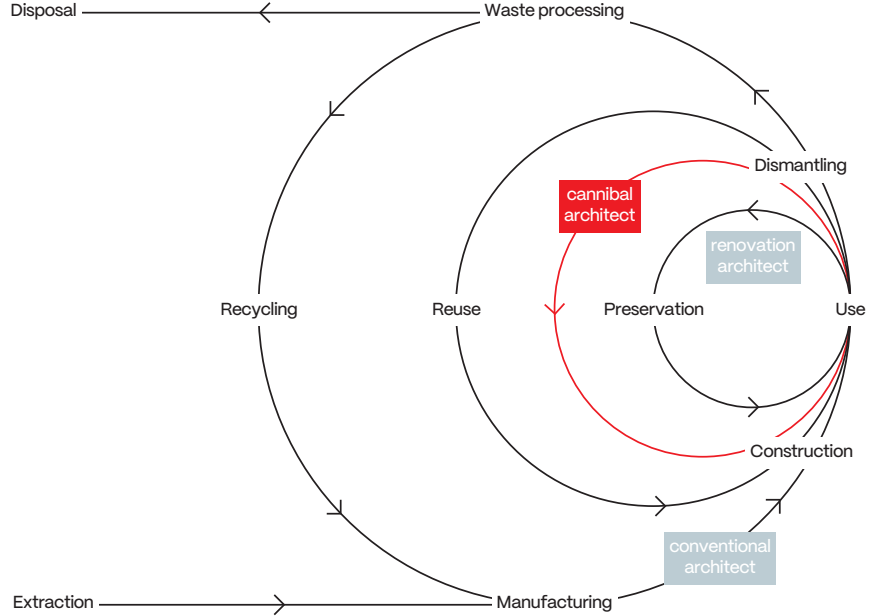 Disposal
Waste processing
Dismantling
cannibal
architect
renovation
architect
Recycling
Reuse
Preservation
Use
Construction
conventional
architect
Extraction
Manufacturing